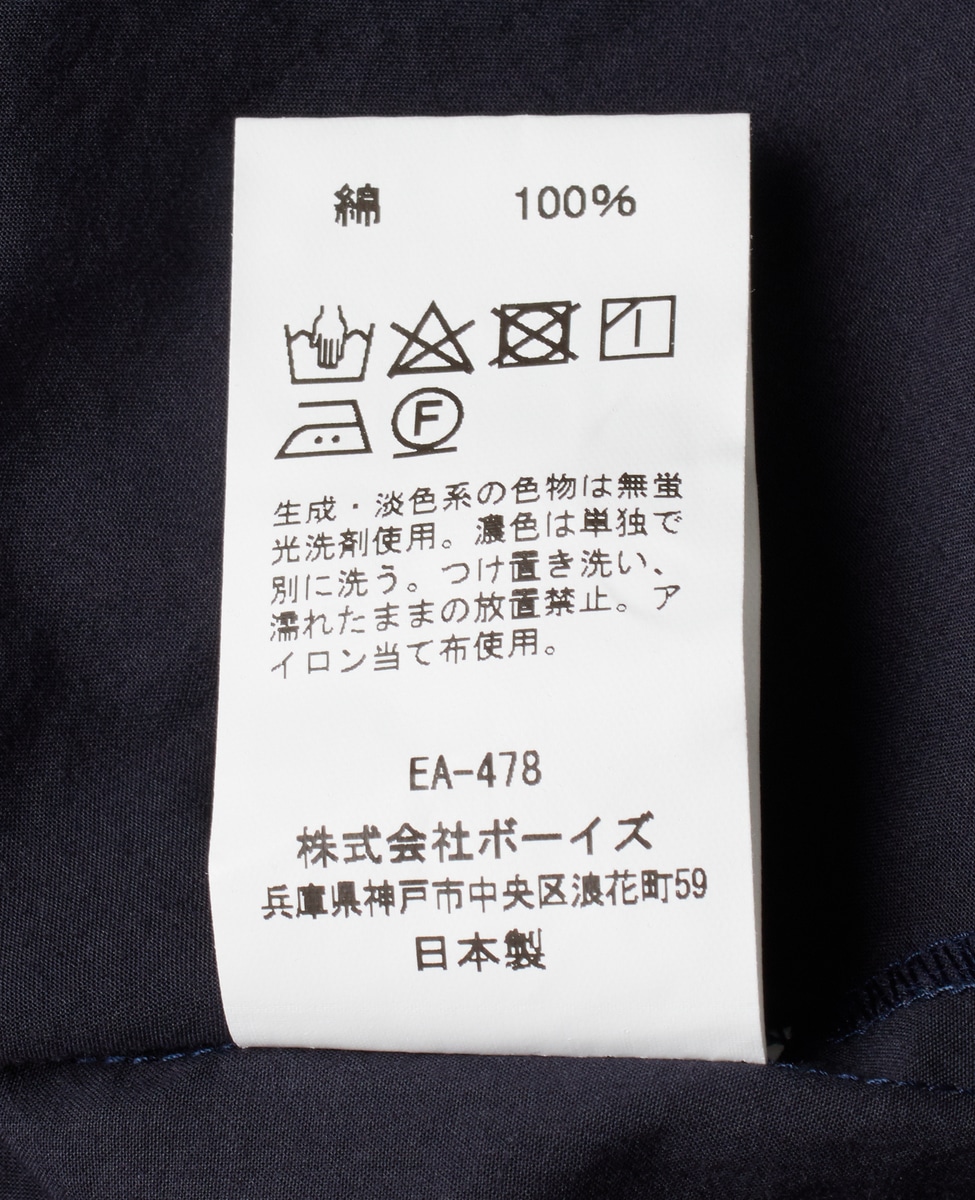 綿 100%
F
生成・淡色系の色物は無蛍
光洗剤使用。濃色は単独で
別に洗う。つけ置き洗い、
濡れたままの放置禁止。ア
イロン当て布使用。
EA-478
株式会社ボーイズ
兵庫県神戸市中央区浪花町59
日本製